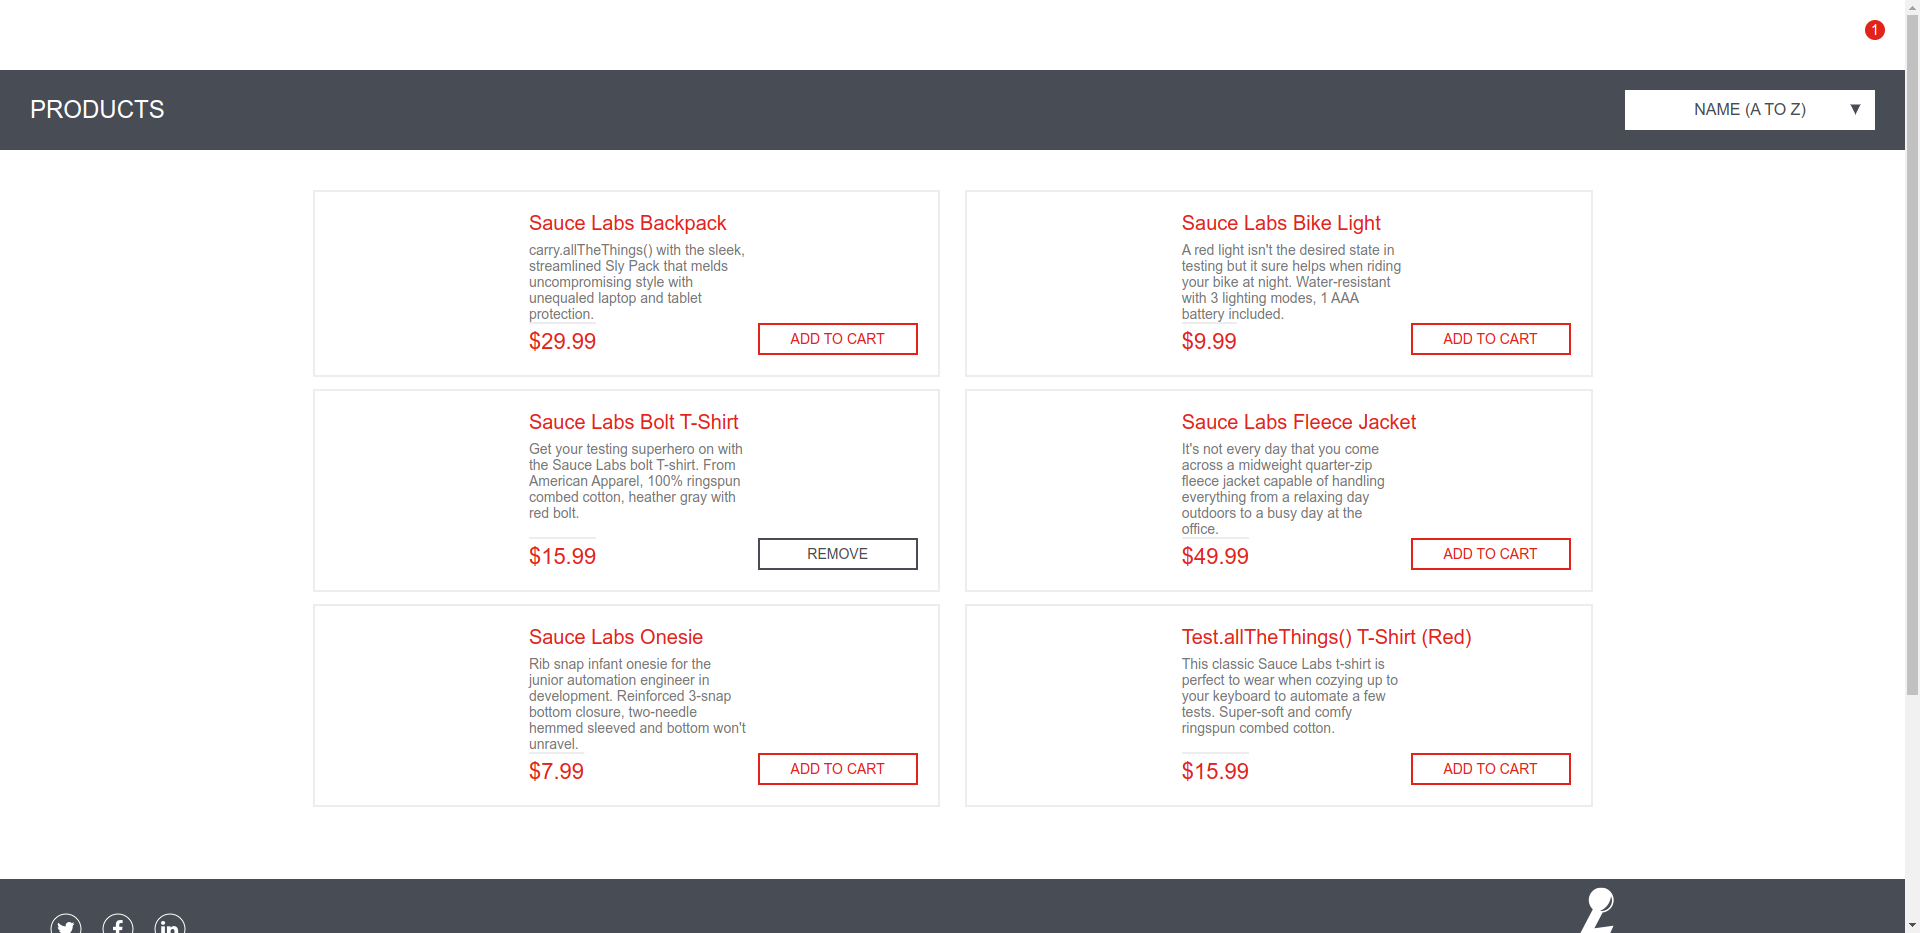 1
PRODUCTS
NAME (A TO Z)
Sauce Labs Backpack
carry.allTheThings() with the sleek,
streamlined Sly Pack that melds
uncompromising style with
unequaled laptop and tablet
protection.
$29.99
ADD TO CART
Sauce Labs Bike Light
A red light isn't the desired state in
testing but it sure helps when riding
your bike at night. Water-resistant
with 3 lighting modes, 1 AAA
battery included.
$9.99
ADD TO CART
Sauce Labs Bolt T-Shirt
Get your testing superhero on with
the Sauce Labs bolt T-shirt. From
American Apparel, 100% ringspun
combed cotton, heather gray with
red bolt.
$15.99
REMOVE
Sauce Labs Fleece Jacket
It's not every day that you come
across a midweight quarter-zip
fleece jacket capable of handling
everything from a relaxing day
outdoors to a busy day at the
office.
$49.99
ADD TO CART
Sauce Labs Onesie
Rib snap infant onesie for the
junior automation engineer in
development. Reinforced 3-snap
bottom closure, two-needle
hemmed sleeved and bottom won't
unravel.
$7.99
ADD TO CART
Test.allTheThings() T-Shirt (Red)
This classic Sauce Labs t-shirt is
perfect to wear when cozying up to
your keyboard to automate a few
tests. Super-soft and comfy
ringspun combed cotton.
$15.99
ADD TO CART